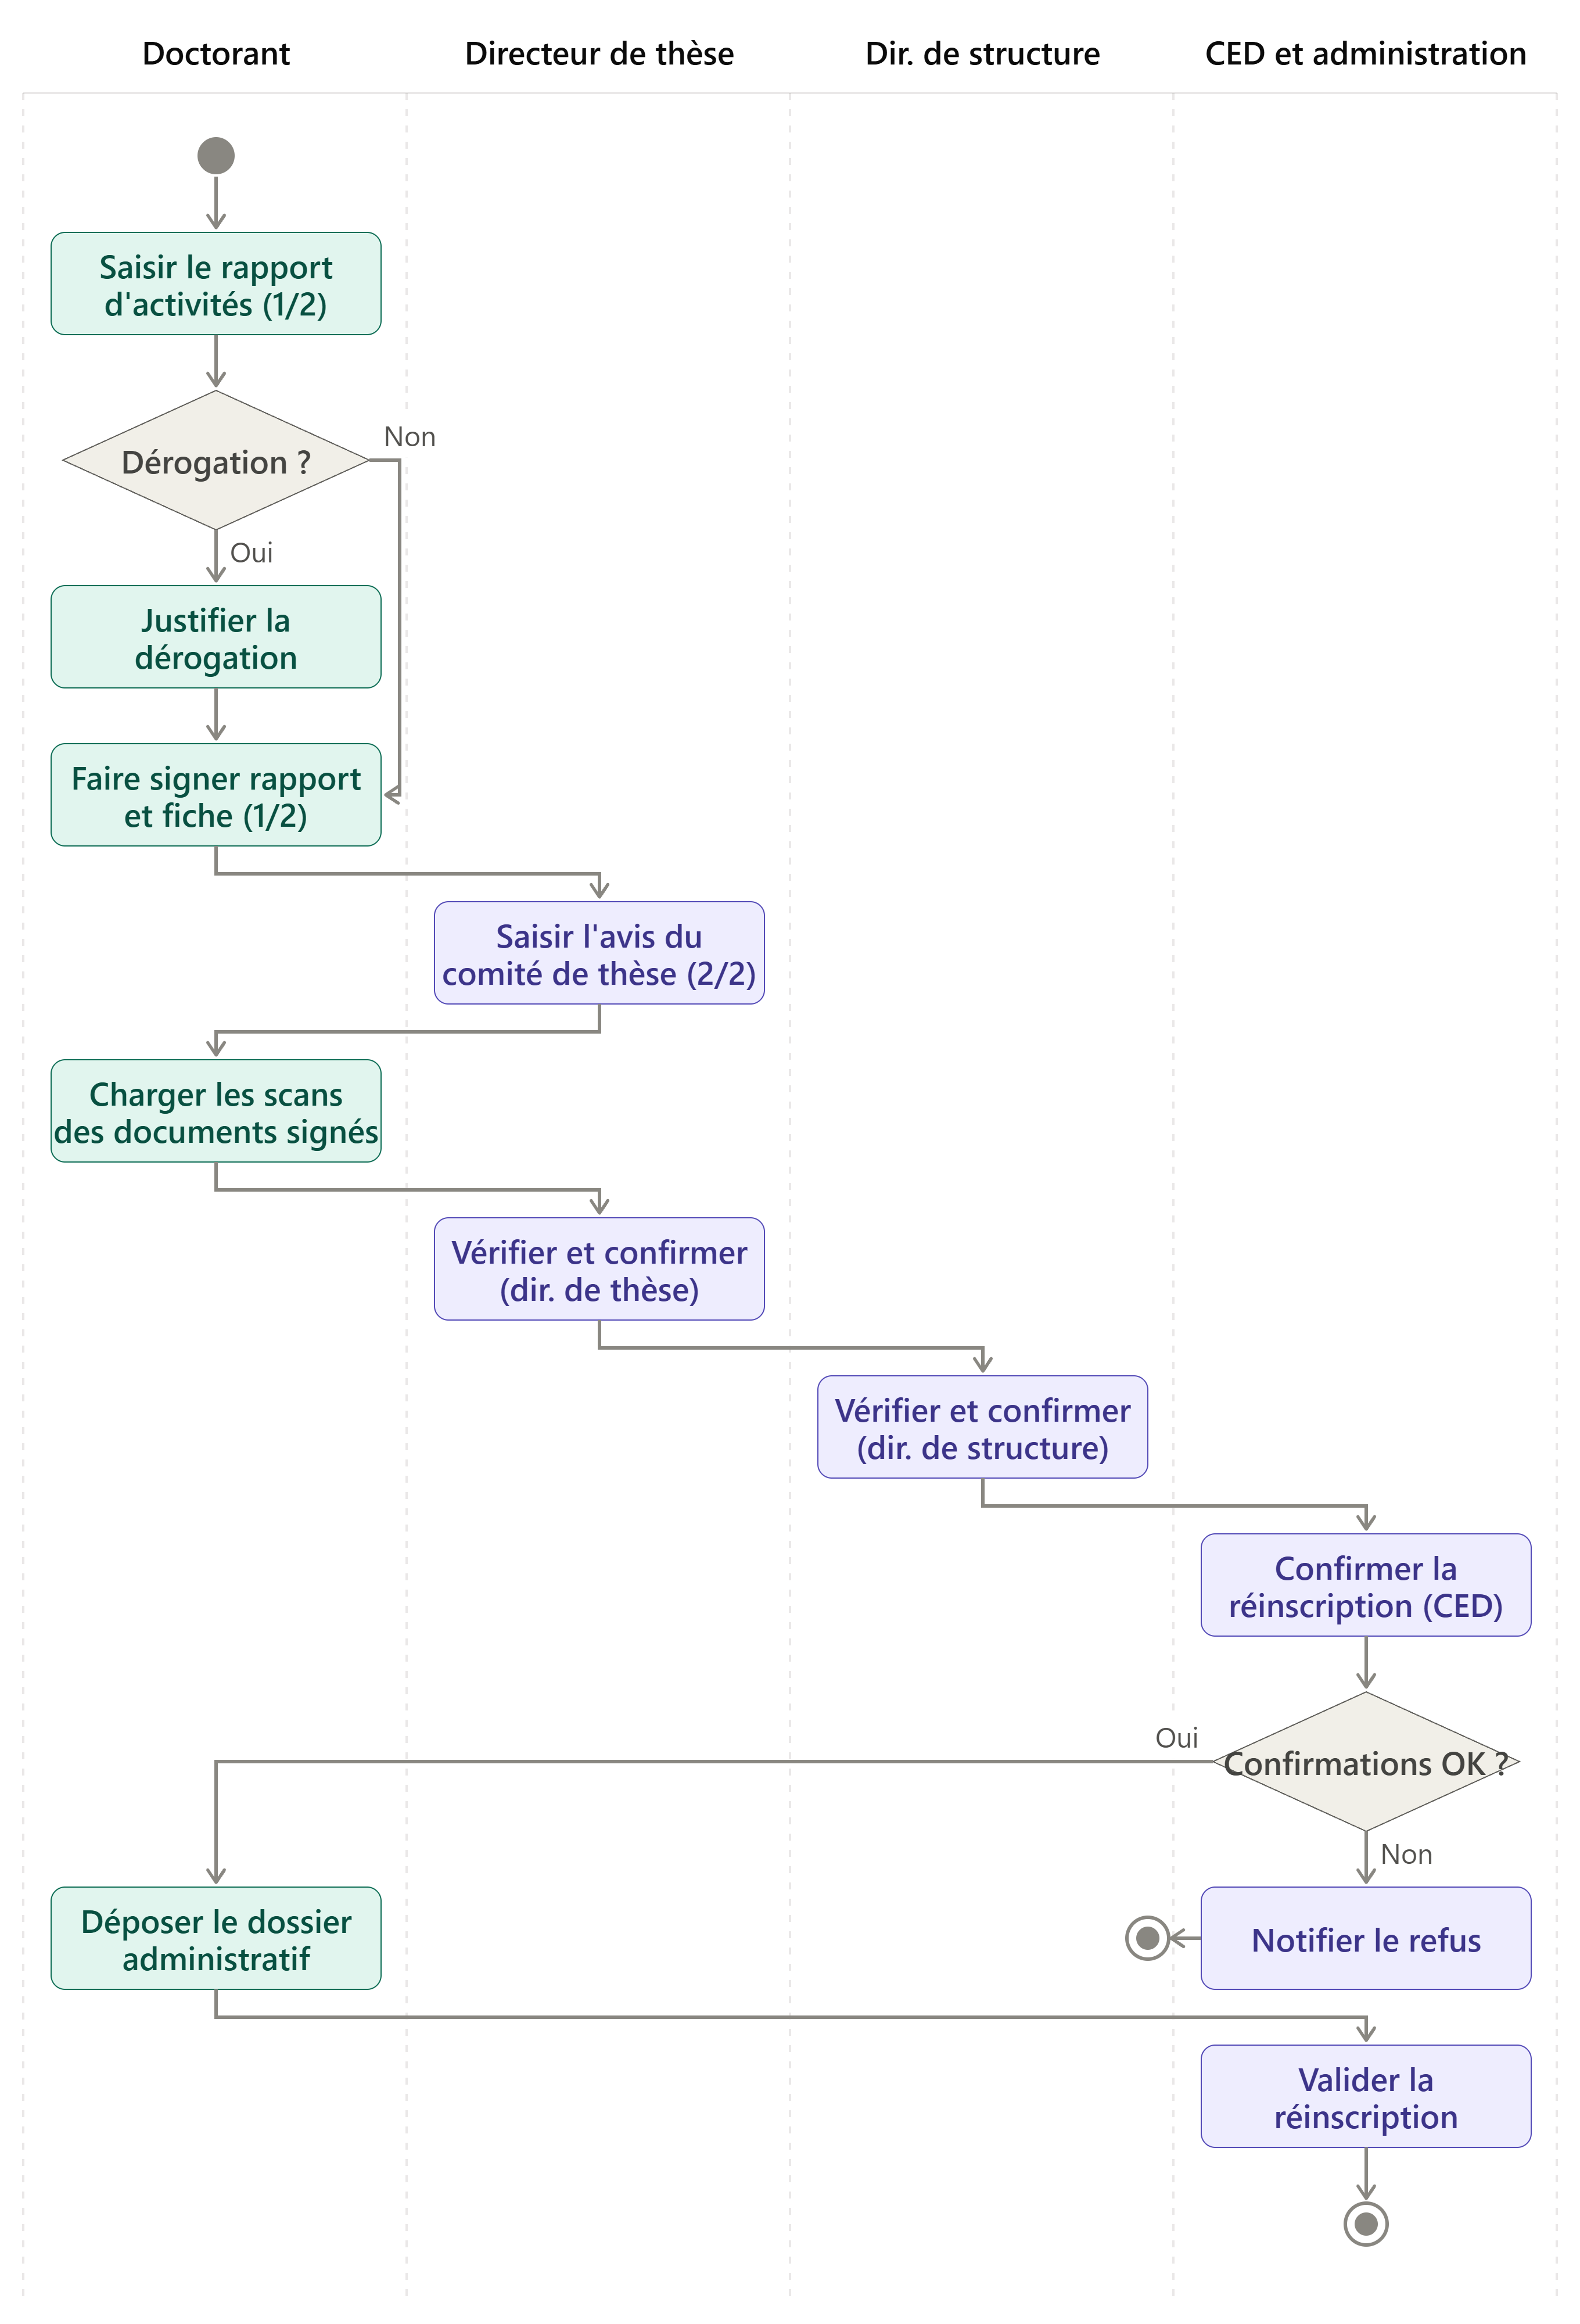 Doctorant
Directeur de thèse
Dir. de structure
CED et administration
Saisir le rapport
d'activités (1/2)
Non
Dérogation ?
Oui
Justifier la
dérogation
Faire signer rapport
et fiche (1/2)
Saisir l'avis du
comité de thèse (2/2)
Charger les scans
des documents signés
Vérifier et confirmer
(dir. de thèse)
Vérifier et confirmer
(dir. de structure)
Confirmer la
réinscription (CED)
Oui
Confirmations OK ?
Non
Déposer le dossier
administratif
Notifier le refus
Valider la
réinscription